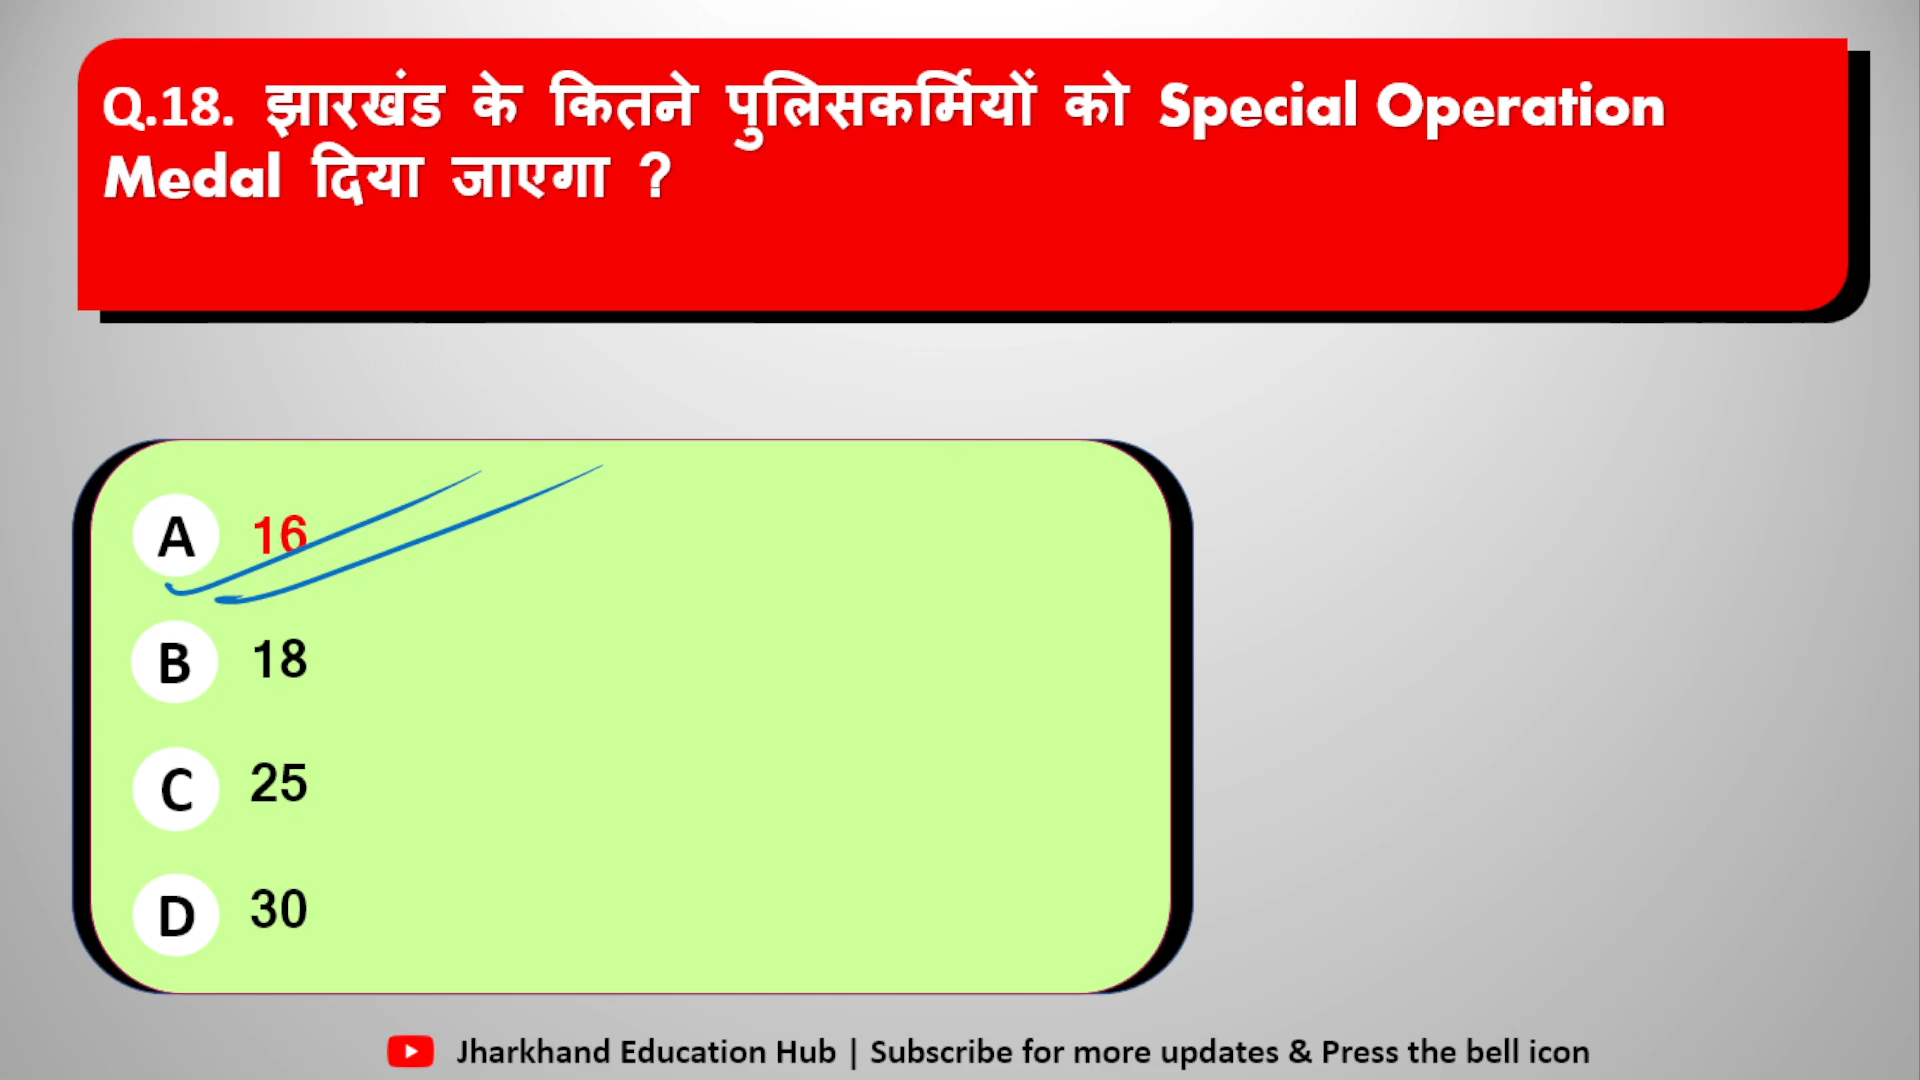 Q.18. झारखंड के कितने पुलिसकर्मियों को Special Operation
Medal दिया जाएगा ?
A 16
B 18
C 25
D 30
Jharkhand Education Hub | Subscribe for more updates & Press the bell icon